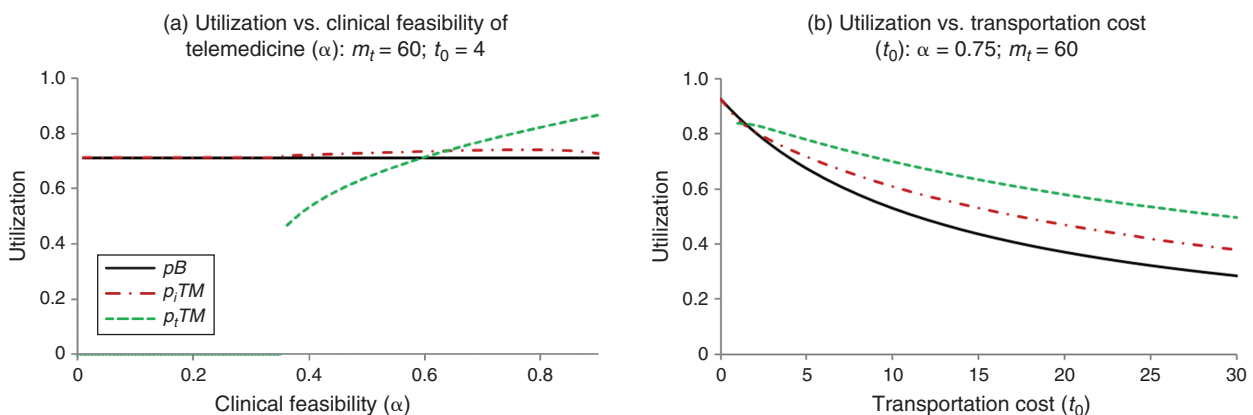 (a) Utilization vs. clinical feasibility of
telemedicine (α): mt = 60; t0 = 4
1.0
0.8
0.6
0.4
0.2
0
Utilization
pB
piTM
ptTM
0
0.2
0.4
0.6
0.8
Clinical feasibility (α)
(b) Utilization vs. transportation cost
(t0): α = 0.75; mt = 60
1.0
0.8
0.6
0.4
0.2
0
Utilization
0
5
10
15
20
25
30
Transportation cost (t0)